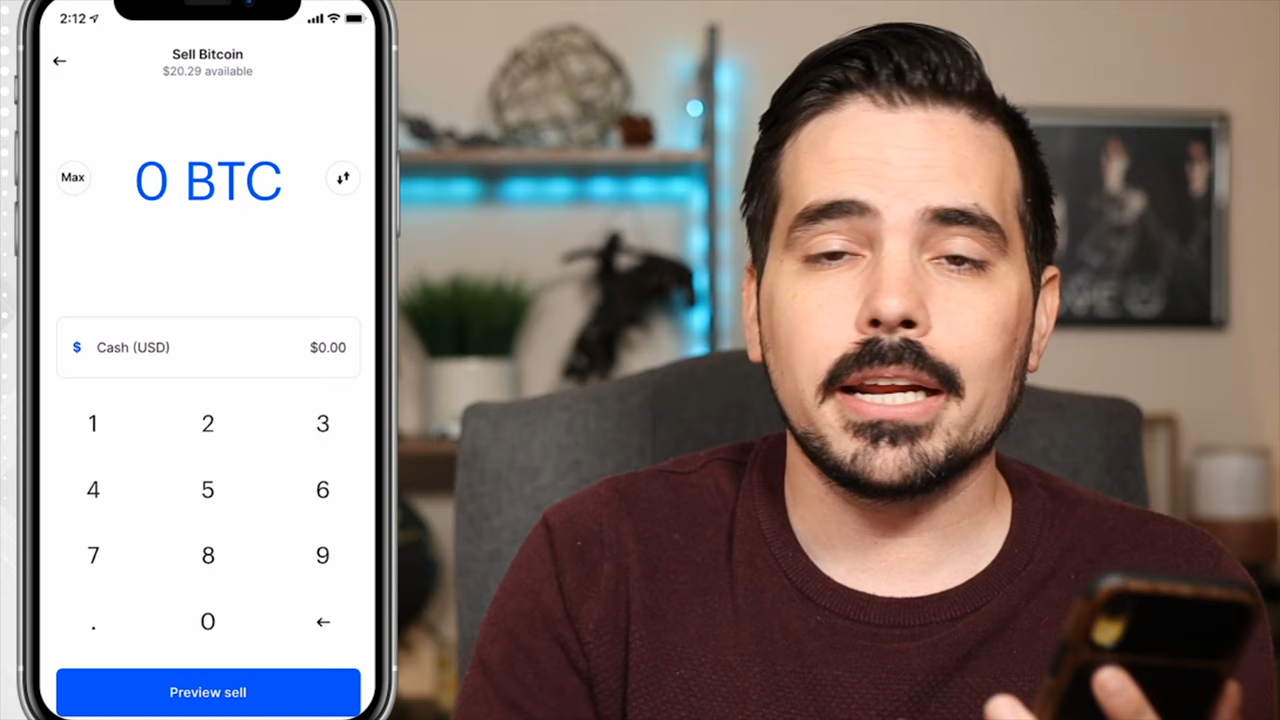 2:12
Sell Bitcoin
$20.29 available
Max
0 BTC
$ Cash (USD) $0.00
1 2 3
4 5 6
7 8 9
. 0
Preview sell